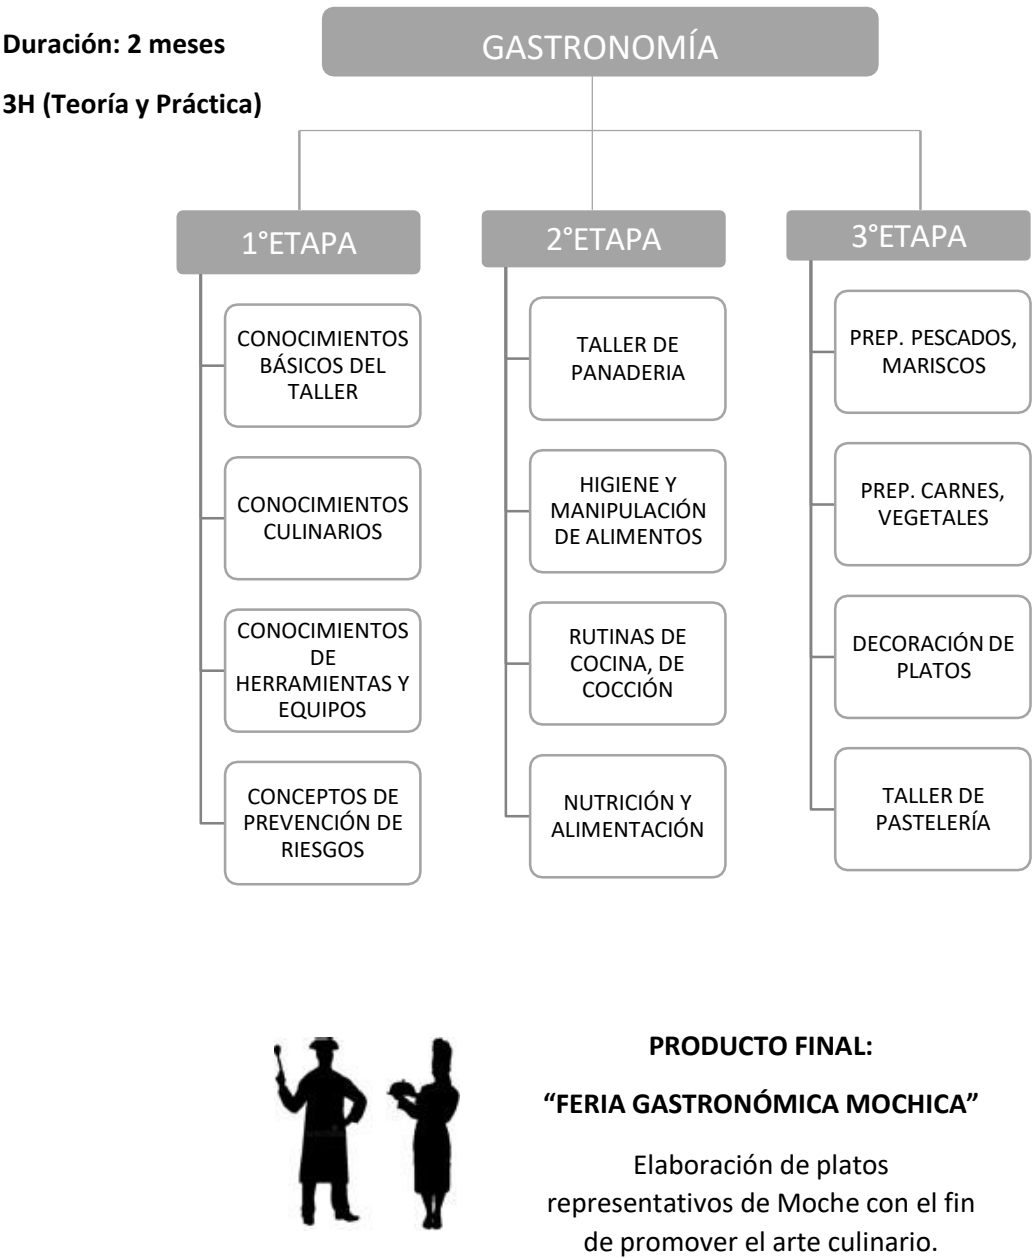 Duración: 2 meses
3H (Teoría y Práctica)
GASTRONOMÍA
1°ETAPA
CONOCIMIENTOS
BÁSICOS DEL
TALLER
CONOCIMIENTOS
CULINARIOS
CONOCIMIENTOS
DE
HERRAMIENTAS Y
EQUIPOS
CONCEPTOS DE
PREVENCIÓN DE
RIESGOS
2°ETAPA
TALLER DE
PANADERIA
HIGIENE Y
MANIPULACIÓN
DE ALIMENTOS
RUTINAS DE
COCINA, DE
COCCIÓN
NUTRICIÓN Y
ALIMENTACIÓN
3°ETAPA
PREP. PESCADOS,
MARISCOS
PREP. CARNES,
VEGETALES
DECORACIÓN DE
PLATOS
TALLER DE
PASTELERÍA
PRODUCTO FINAL:
“FERIA GASTRONÓMICA MOCHICA”
Elaboración de platos
representativos de Moche con el fin
de promover el arte culinario.